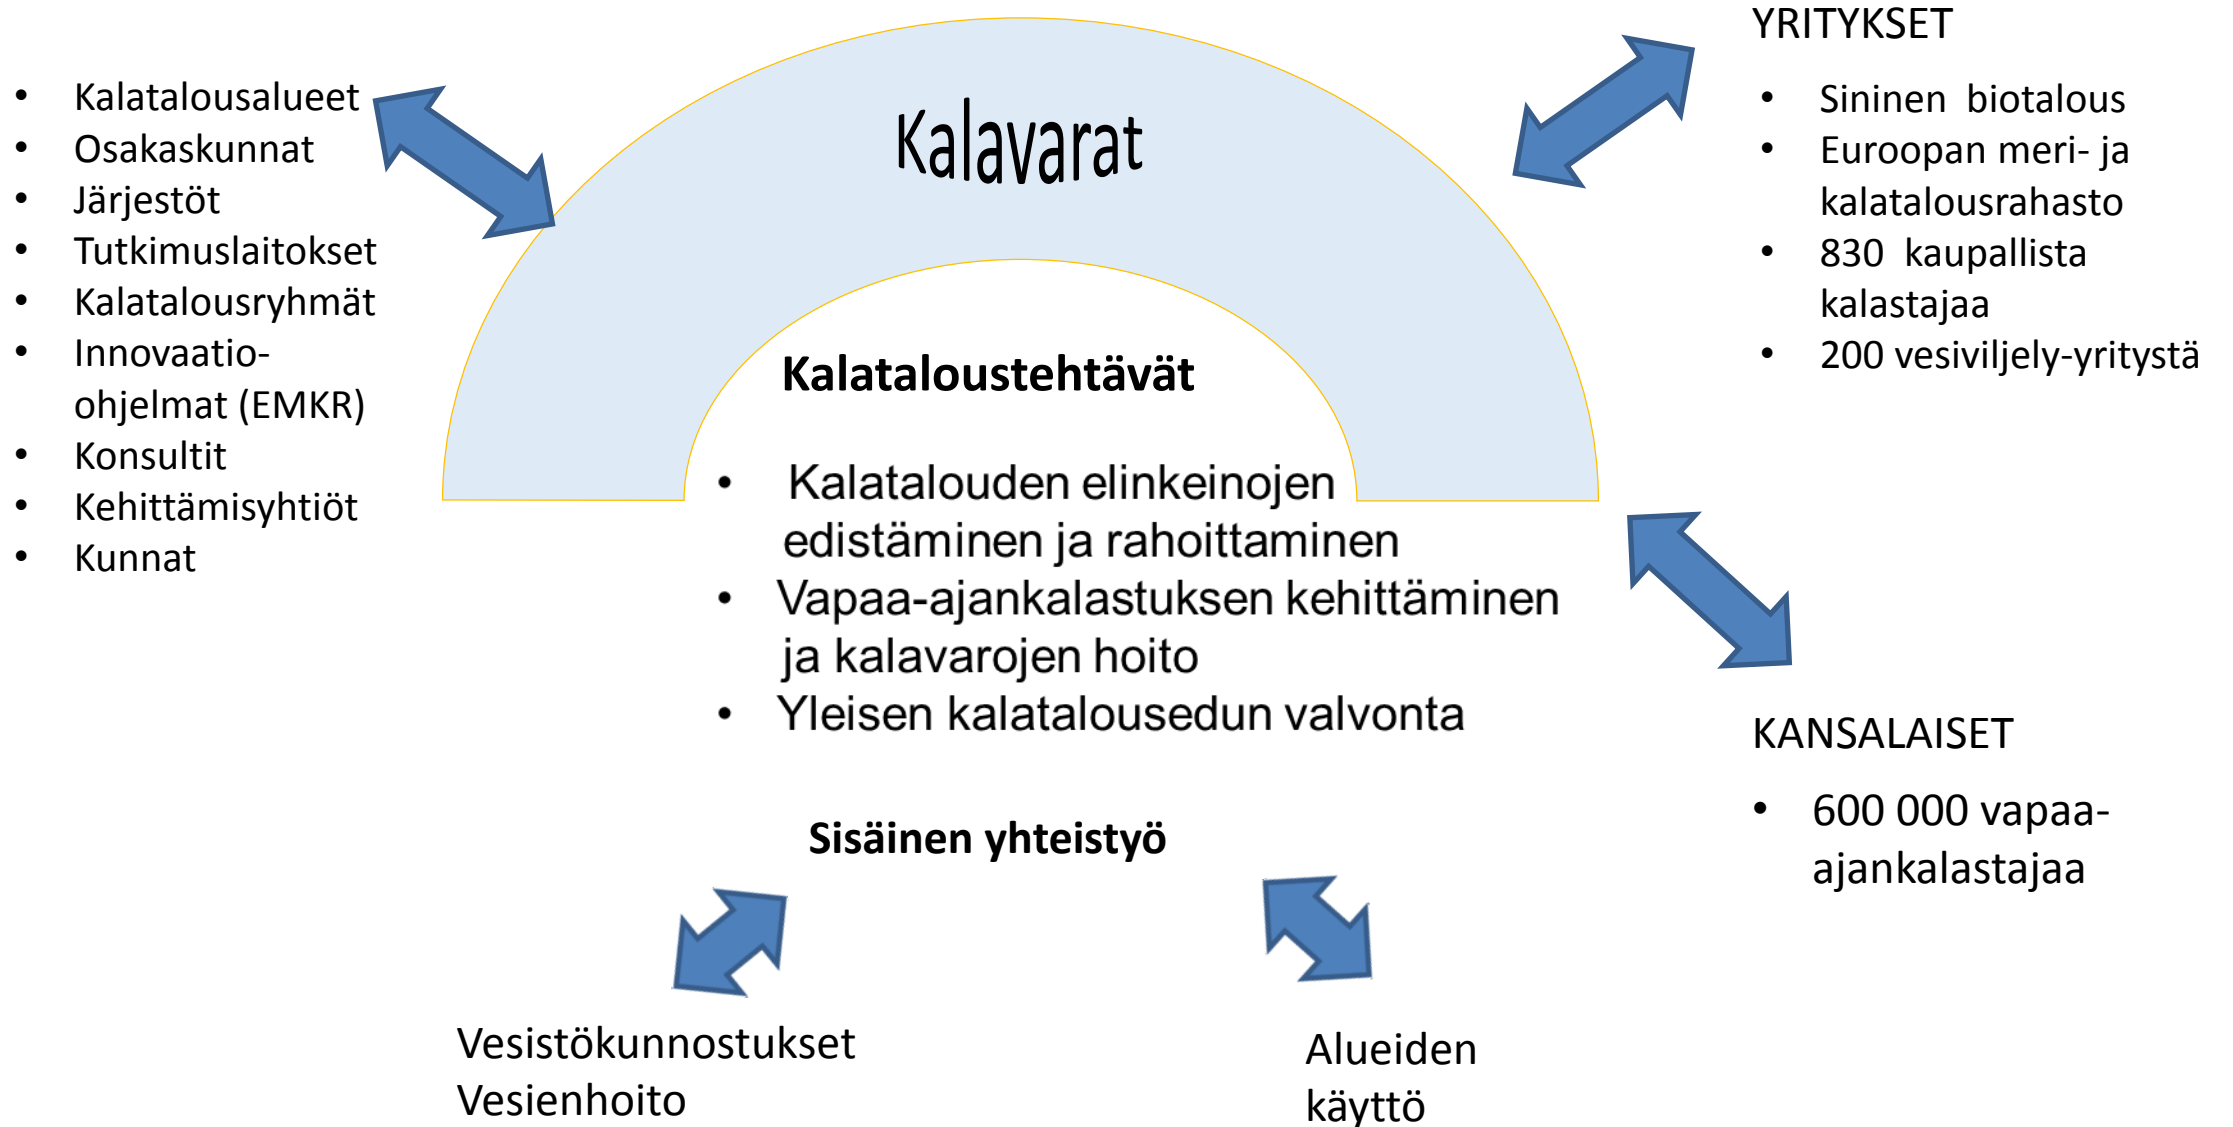 Kalavarat
• Kalatalousalueet
• Osakaskunnat
• Järjestöt
• Tutkimuslaitokset
• Kalatalousryhmät
• Innovaatio-
ohjelmat (EMKR)
• Konsultit
• Kehittämisyhtiöt
• Kunnat
Kalataloustehtävät
• Kalatalouden elinkeinojen
edistäminen ja rahoittaminen
• Vapaa-ajankalastuksen kehittäminen
ja kalavarojen hoito
• Yleisen kalatalousedun valvonta
Sisäinen yhteistyö
Vesistökunnostukset
Vesienhoito
Alueiden
käyttö
YRITYKSET
• Sininen biotalous
• Euroopan meri- ja
kalatalousrahasto
• 830 kaupallista
kalastajaa
• 200 vesiviljely-yritystä
KANSALAISET
• 600 000 vapaa-
ajankalastajaa